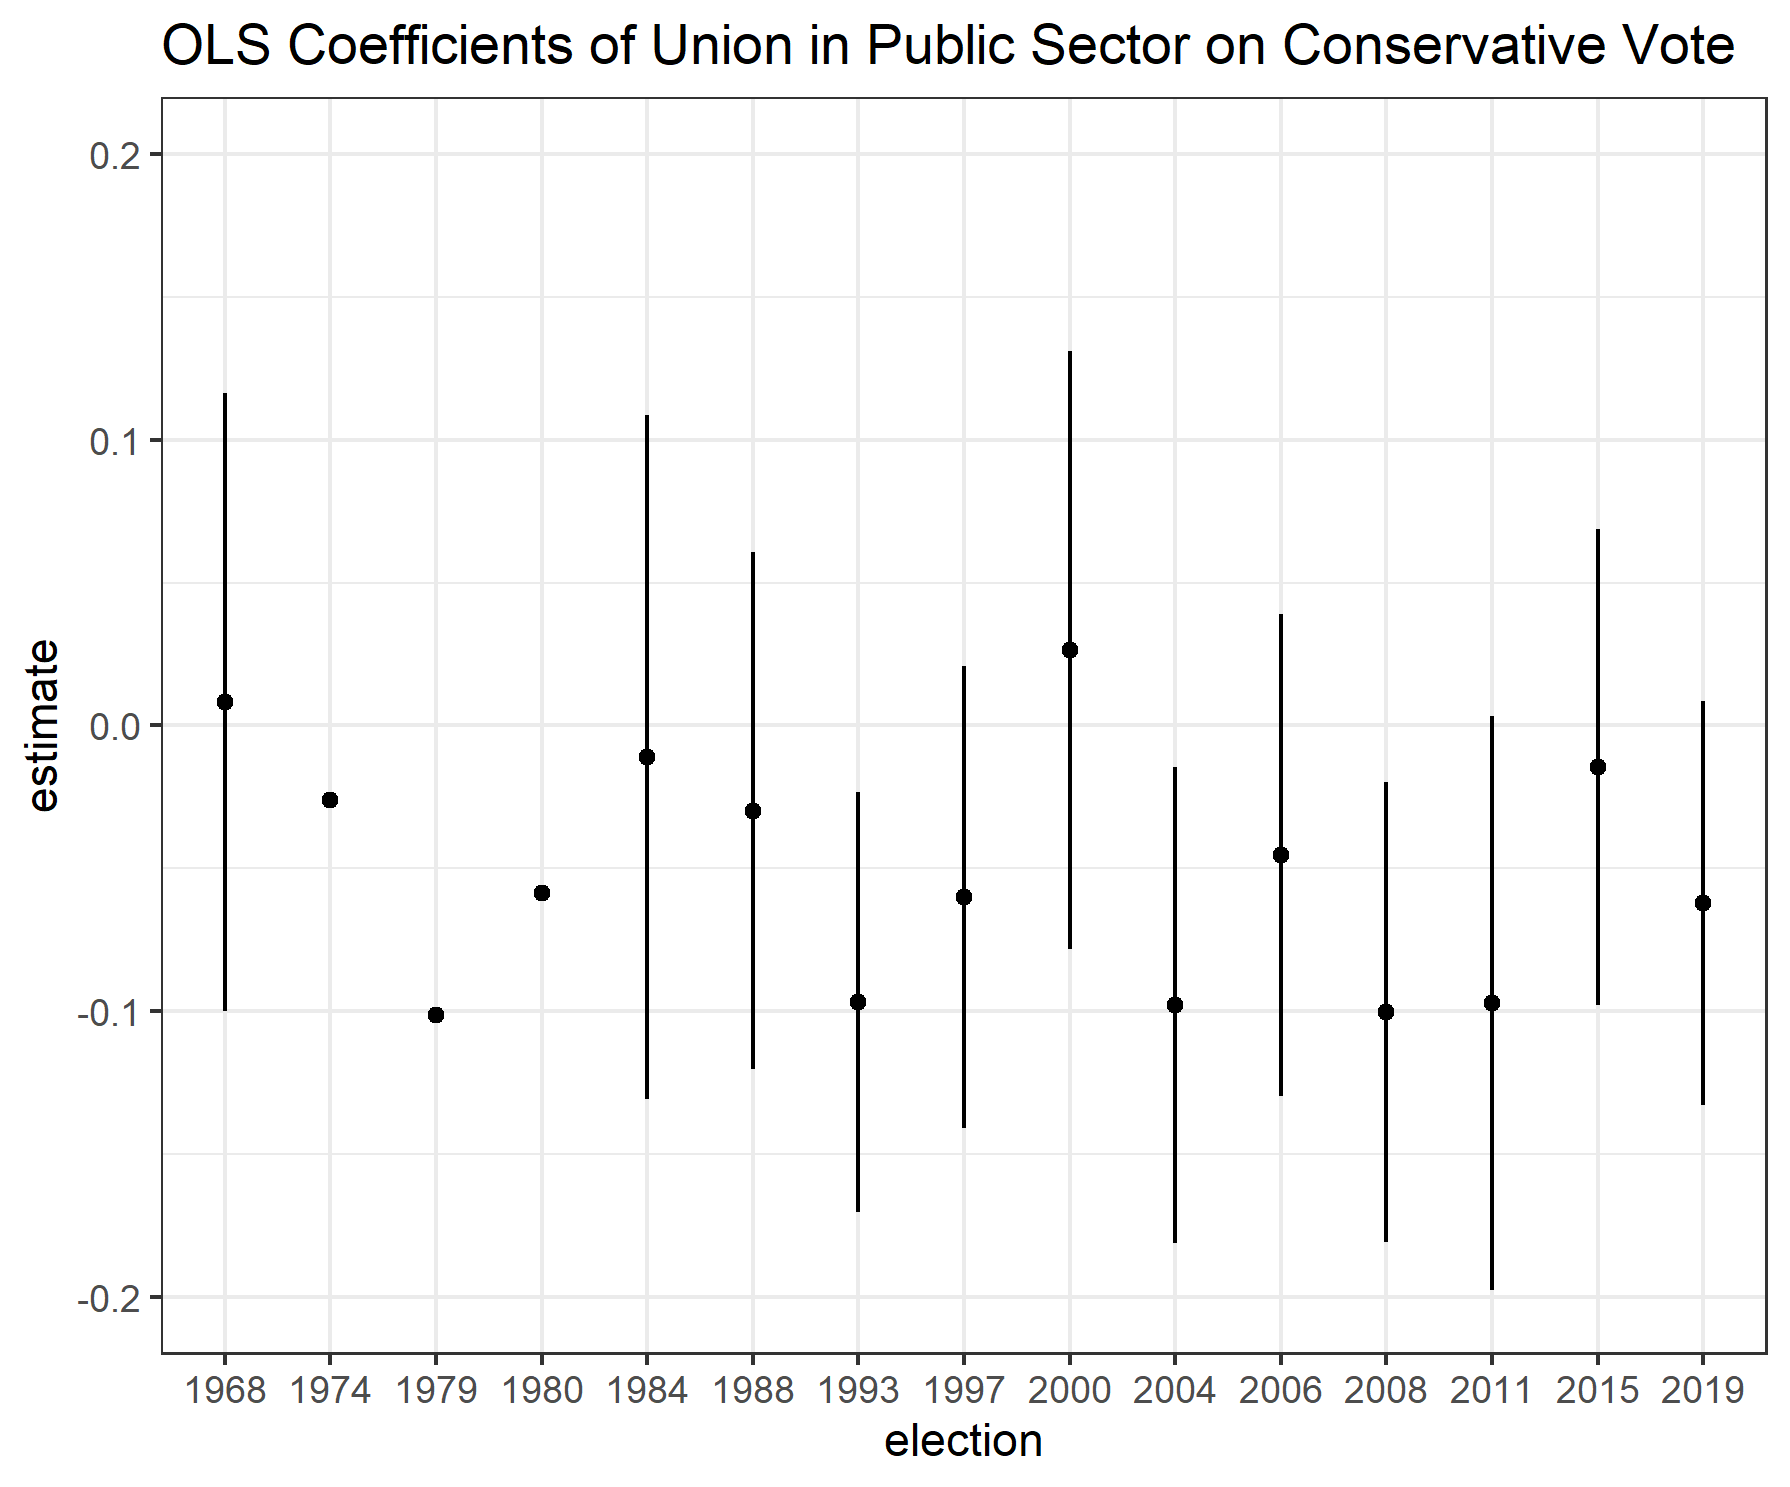 OLS Coefficients of Union in Public Sector on Conservative Vote
0.2
0.1
0.0
-0.1
-0.2
estimate
1968 1974 1979 1980 1984 1988 1993 1997 2000 2004 2006 2008 2011 2015 2019
election